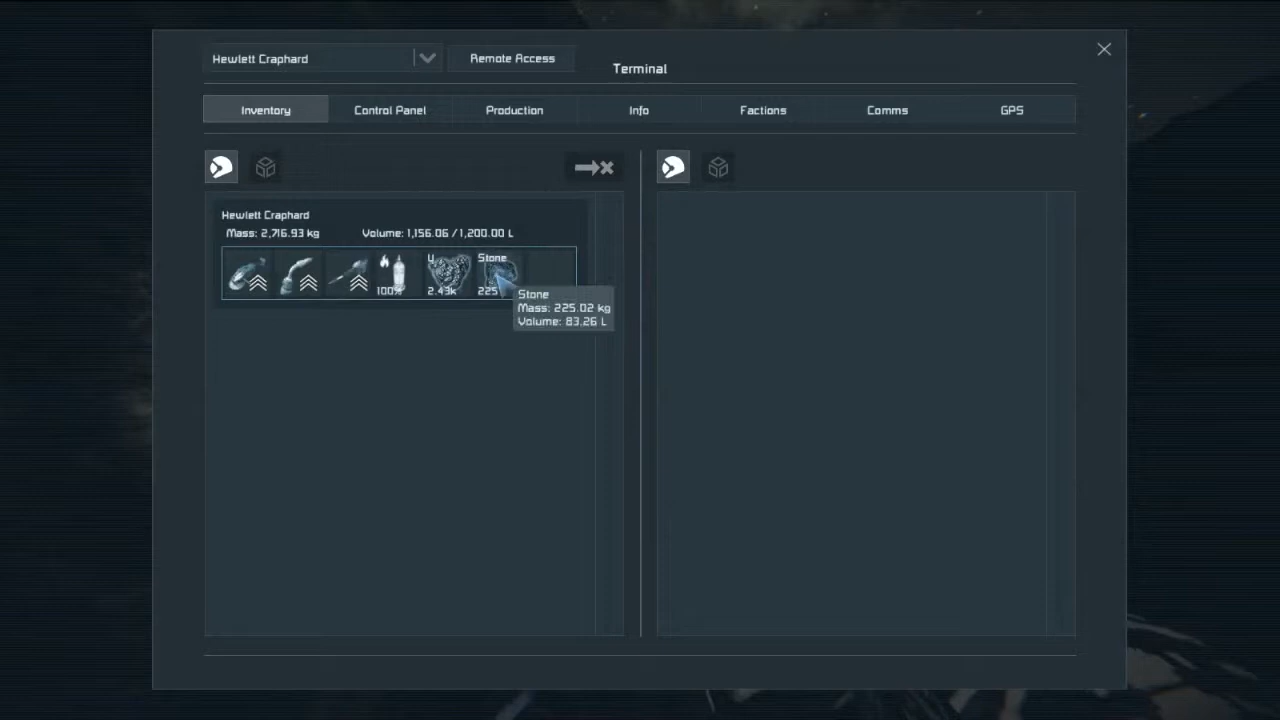 Hewlett Craphard
Remote Access
Terminal
Inventory
Control Panel
Production
Info
Factions
Comms
GPS
Hewlett Craphard
Mass: 2,716.93 kg
Volume: 1,156.06 / 1,200.00 L
U
Stone
100%
2.43k
225
Stone
Mass: 225.02 kg
Volume: 83.26 L